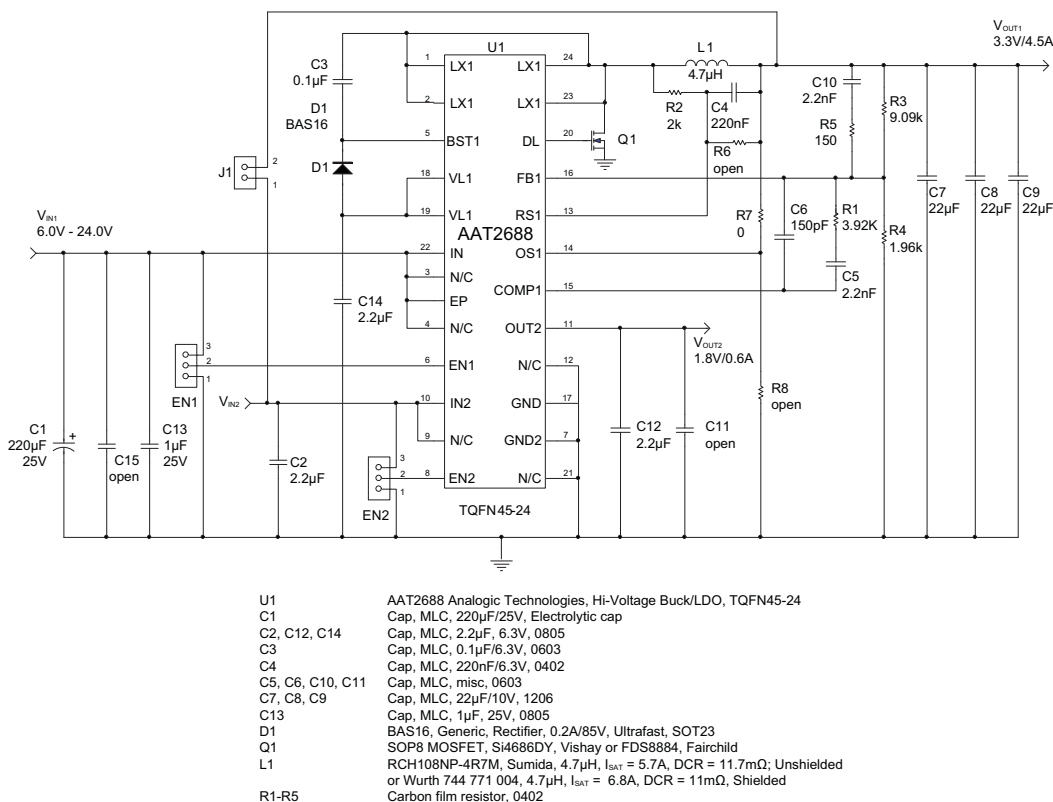 V_OUT1
3.3V/4.5A
U1
L1
4.7µH
C3
0.1µF
1
LX1
LX1
24
2
LX1
LX1
23
R2
2k
C4
220nF
C10
2.2nF
R3
9.09k
D1
BAS16
5
BST1
DL
20
Q1
R5
150
R6
open
J1
2
1
D1
18
VL1
FB1
16
19
VL1
RS1
13
C7
22µF
C8
22µF
C9
22µF
V_IN1
6.0V - 24.0V
AAT2688
R7
0
C6
150pF
R1
3.92K
R4
1.96k
22
IN
OS1
14
3
N/C
EP
COMP1
15
C5
2.2nF
C14
2.2µF
4
N/C
OUT2
11
V_OUT2
1.8V/0.6A
3
2
1
EN1
6
EN1
N/C
12
R8
open
V_IN2
10
IN2
GND
17
C1
220µF
25V
+
C15
open
C13
1µF
25V
9
N/C
GND2
7
C12
2.2µF
C11
open
C2
2.2µF
3
2
1
EN2
8
EN2
N/C
21
TQFN45-24
U1 AAT2688 Analogic Technologies, Hi-Voltage Buck/LDO, TQFN45-24
C1 Cap, MLC, 220µF/25V, Electrolytic cap
C2, C12, C14 Cap, MLC, 2.2µF, 6.3V, 0805
C3 Cap, MLC, 0.1µF/6.3V, 0603
C4 Cap, MLC, 220nF/6.3V, 0402
C5, C6, C10, C11 Cap, MLC, misc, 0603
C7, C8, C9 Cap, MLC, 22µF/10V, 1206
C13 Cap, MLC, 1µF, 25V, 0805
D1 BAS16, Generic, Rectifier, 0.2A/85V, Ultrafast, SOT23
Q1 SOP8 MOSFET, Si4686DY, Vishay or FDS8884, Fairchild
L1 RCH108NP-4R7M, Sumida, 4.7µH, I_SAT = 5.7A, DCR = 11.7mΩ; Unshielded
or Wurth 744 771 004, 4.7µH, I_SAT = 6.8A, DCR = 11mΩ, Shielded
R1-R5 Carbon film resistor, 0402